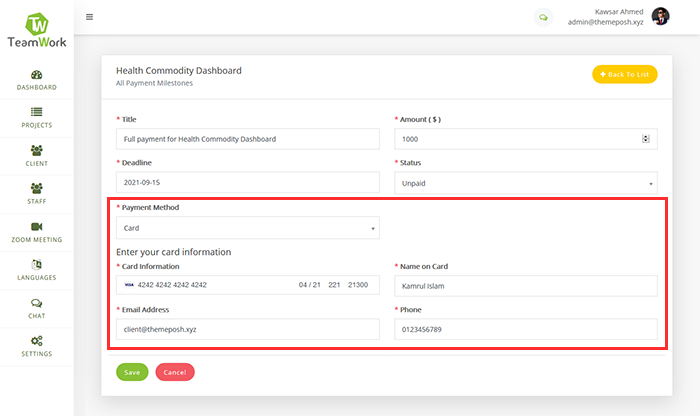 TeamWork
Kawsar Ahmed
admin@themeposh.xyz
DASHBOARD
PROJECTS
CLIENT
STAFF
ZOOM MEETING
LANGUAGES
CHAT
SETTINGS
Health Commodity Dashboard
All Payment Milestones
+ Back To List
* Title
* Amount ( $ )
Full payment for Health Commodity Dashboard
1000
* Deadline
* Status
2021-09-15
Unpaid
* Payment Method
Card
Enter your card information
* Card Information
* Name on Card
VISA 4242 4242 4242 4242 04 / 21 221 21300
Kamrul Islam
* Email Address
* Phone
client@themeposh.xyz
0123456789
Save
Cancel